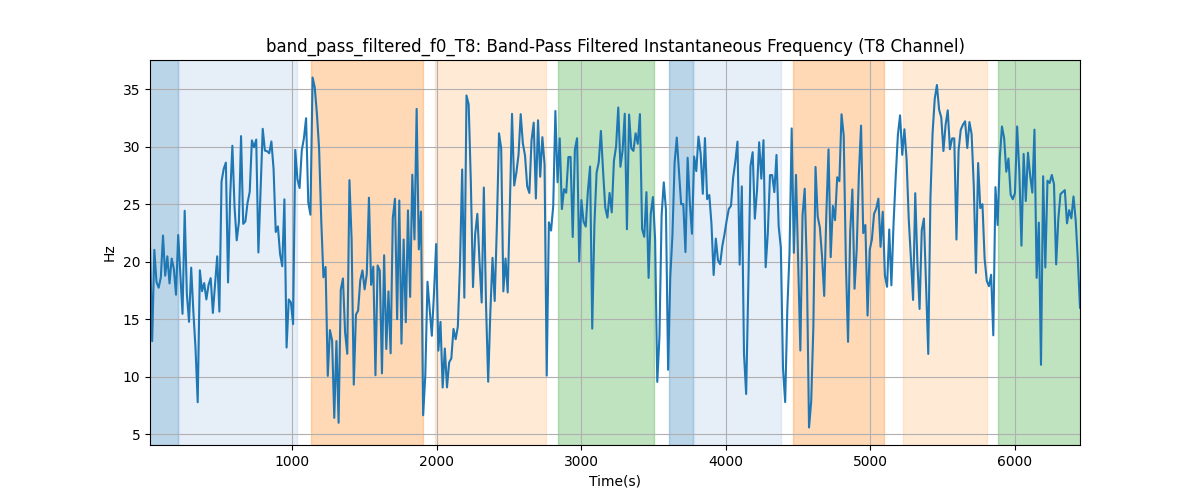 band_pass_filtered_f0_T8: Band-Pass Filtered Instantaneous Frequency (T8 Channel)
35
30
25
20
15
10
5
Hz
1000 2000 3000 4000 5000 6000
Time(s)